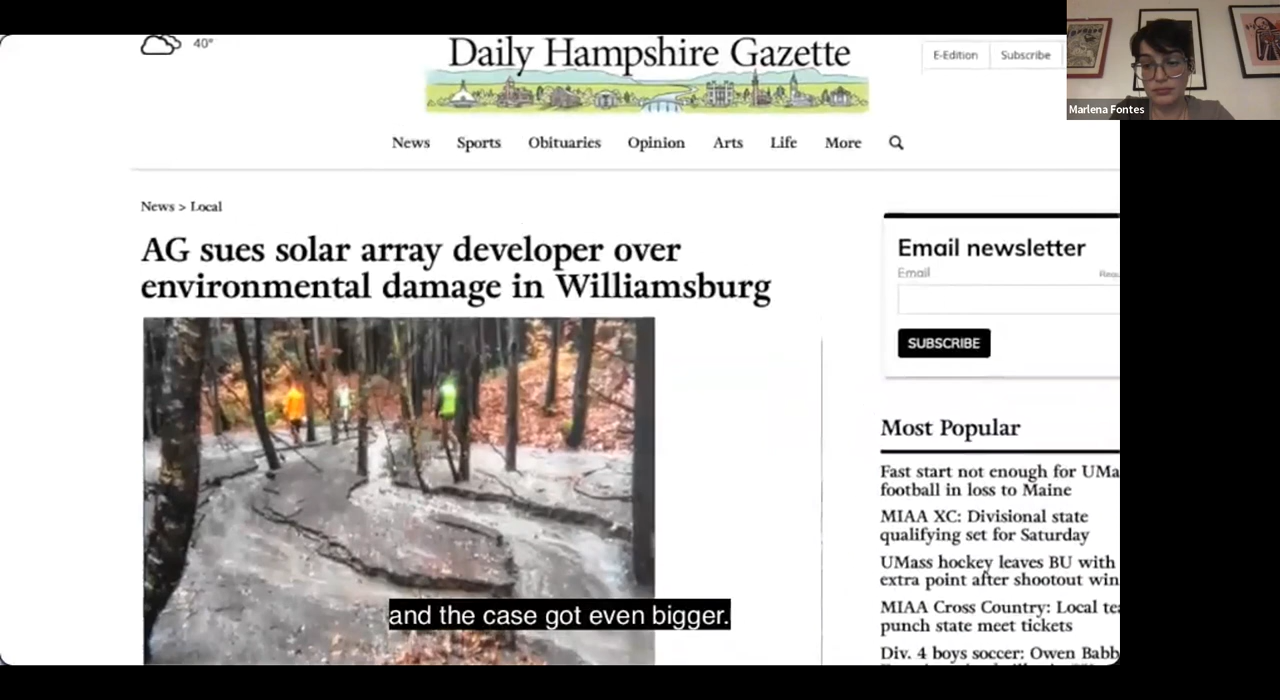 40°
Daily Hampshire Gazette
E-Edition
Subscribe
Marlena Fontes
News
Sports
Obituaries
Opinion
Arts
Life
More
News > Local
AG sues solar array developer over
environmental damage in Williamsburg
Email newsletter
Email
SUBSCRIBE
Most Popular
Fast start not enough for UMa
football in loss to Maine
MIAA XC: Divisional state
qualifying set for Saturday
UMass hockey leaves BU with
extra point after shootout win
MIAA Cross Country: Local te
punch state meet tickets
Div. 4 boys soccer: Owen Babb
and the case got even bigger.